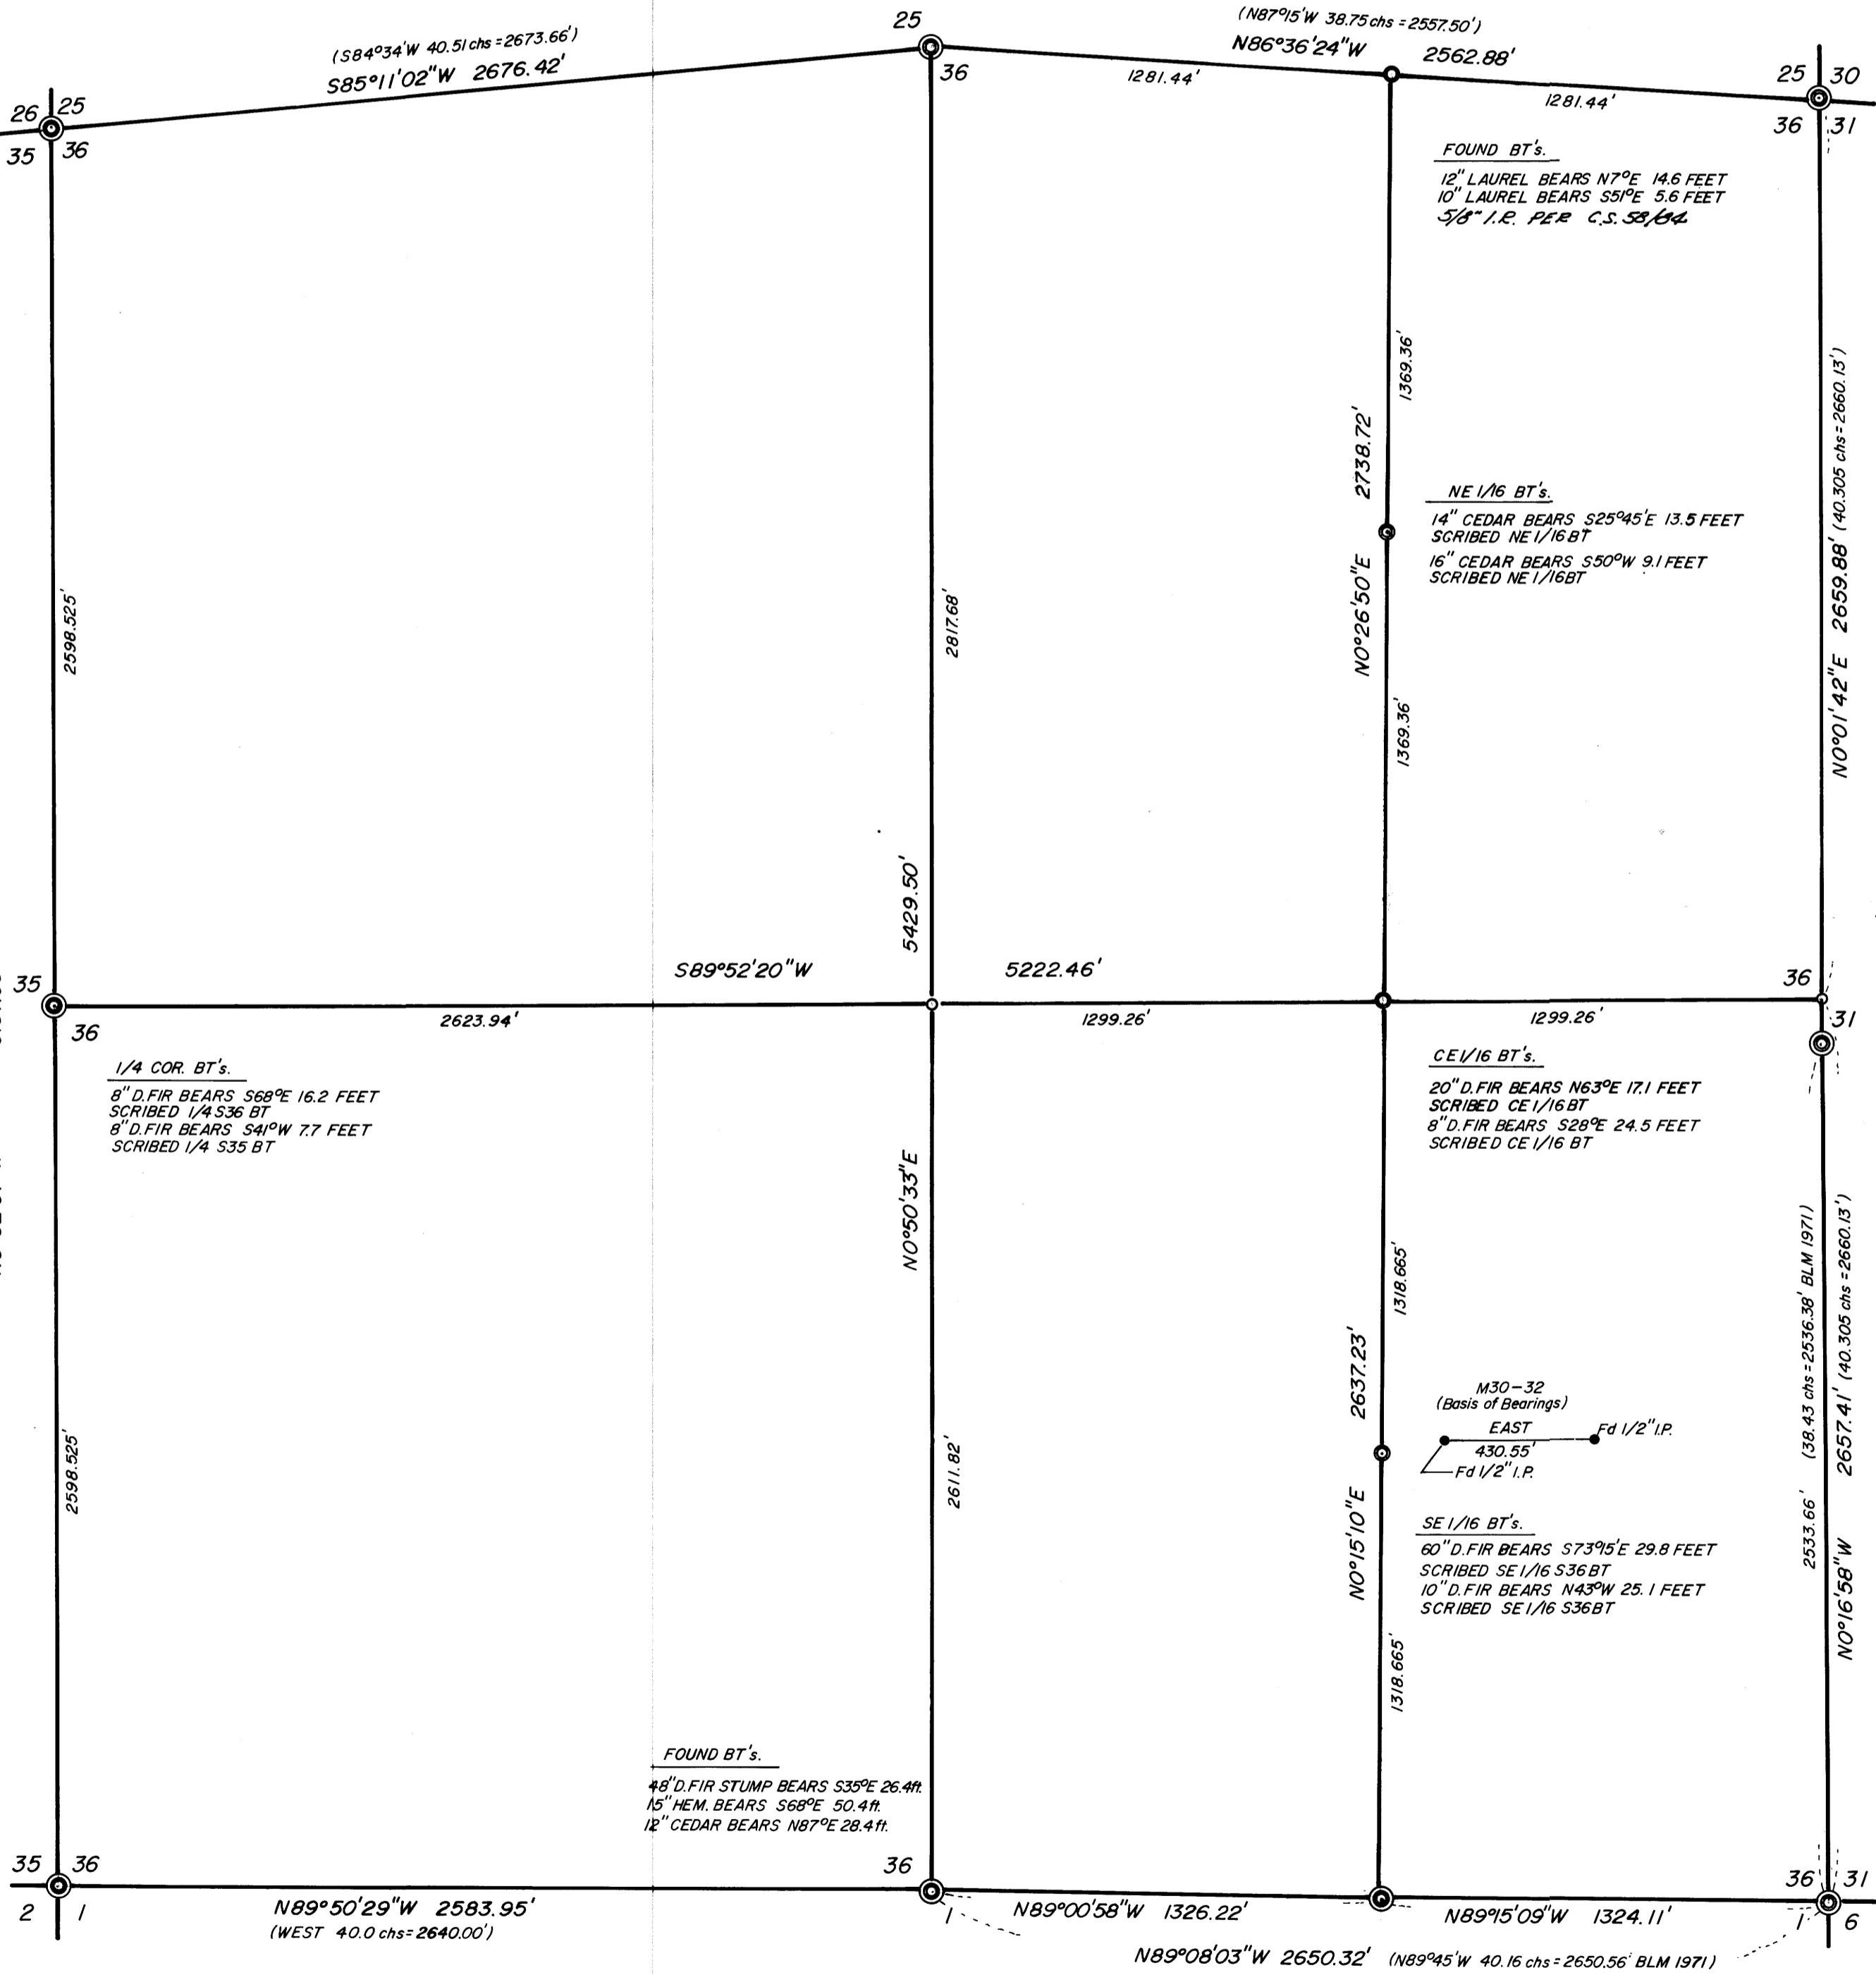 (S84°34'W 40.51 chs = 2673.66')
S85°11'02"W 2676.42'
25
36
(N87°15'W 38.75 chs = 2557.50')
N86°36'24"W 2562.88'
1281.44'
1281.44'
26 25
35 36
25 30
36 31
FOUND BT's.
12" LAUREL BEARS N7°E 14.6 FEET
10" LAUREL BEARS S51°E 5.6 FEET
5/8" I.R. PER C.S. 58/64
1369.36'
2738.72'
N0°26'50"E
1369.36'
NE 1/16 BT's.
14" CEDAR BEARS S25°45'E 13.5 FEET
SCRIBED NE 1/16 BT
16" CEDAR BEARS S50°W 9.1 FEET
SCRIBED NE 1/16BT
N0°01'42"E 2659.88' (40.305 chs = 2660.13')
2598.525'
2817.68'
5429.50'
35
36
S89°52'20"W 5222.46'
2623.94'
1299.26'
1299.26'
36
31
1/4 COR. BT's.
8" D.FIR BEARS S68°E 16.2 FEET
SCRIBED 1/4 S36 BT
8" D.FIR BEARS S41°W 7.7 FEET
SCRIBED 1/4 S35 BT
CE1/16 BT's.
20" D.FIR BEARS N63°E 17.1 FEET
SCRIBED CE 1/16 BT
8" D.FIR BEARS S28°E 24.5 FEET
SCRIBED CE 1/16 BT
N0°50'33"E
2598.525'
2611.82'
1318.665'
2637.23'
N0°15'10"E
1318.665'
M30-32
(Basis of Bearings)
EAST
Fd 1/2" I.P.
430.55'
Fd 1/2" I.P.
SE 1/16 BT's.
60" D.FIR BEARS S73°15'E 29.8 FEET
SCRIBED SE 1/16 S36 BT
10" D.FIR BEARS N43°W 25.1 FEET
SCRIBED SE 1/16 S36BT
2533.66' (38.43 chs = 2536.38' BLM 1971)
N0°16'58"W 2657.41' (40.305 chs = 2660.13')
FOUND BT's.
48" D.FIR STUMP BEARS S35°E 26.4ft.
15" HEM. BEARS S68°E 50.4 ft.
12" CEDAR BEARS N87°E 28.4 ft.
35 36
2 1
36
1
36 31
1 6
N89°50'29"W 2583.95'
(WEST 40.0 chs = 2640.00')
N89°00'58"W 1326.22'
N89°15'09"W 1324.11'
N89°08'03"W 2650.32' (N89°45'W 40.16 chs = 2650.56' BLM 1971)